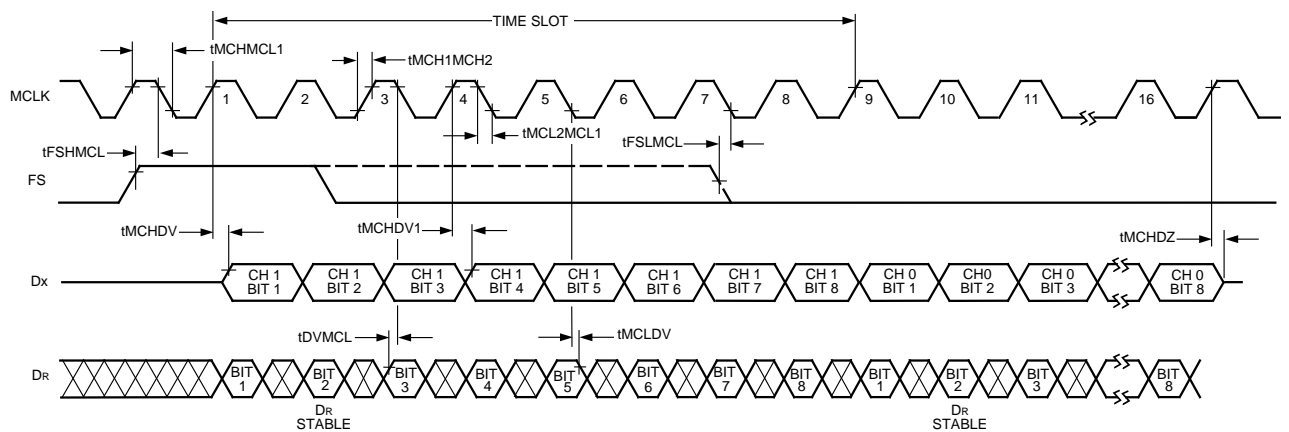 TIME SLOT
tMCHMCL1
tMCH1MCH2
MCLK
1 2 3 4 5 6 7 8 9 10 11 16
tMCL2MCL1
tFSHMCL
tFSLMCL
FS
tMCHDV
tMCHDV1
tMCHDZ
Dx
CH 1 CH 1 CH 1 CH 1 CH 1 CH 1 CH 1 CH 1 CH 0 CH0 CH 0 CH 0
BIT 1 BIT 2 BIT 3 BIT 4 BIT 5 BIT 6 BIT 7 BIT 8 BIT 1 BIT 2 BIT 3 BIT 8
tDVMCL
tMCLDV
DR
BIT BIT BIT BIT BIT BIT BIT BIT BIT BIT BIT BIT
1 2 3 4 5 6 7 8 1 2 3 8
DR DR
STABLE STABLE